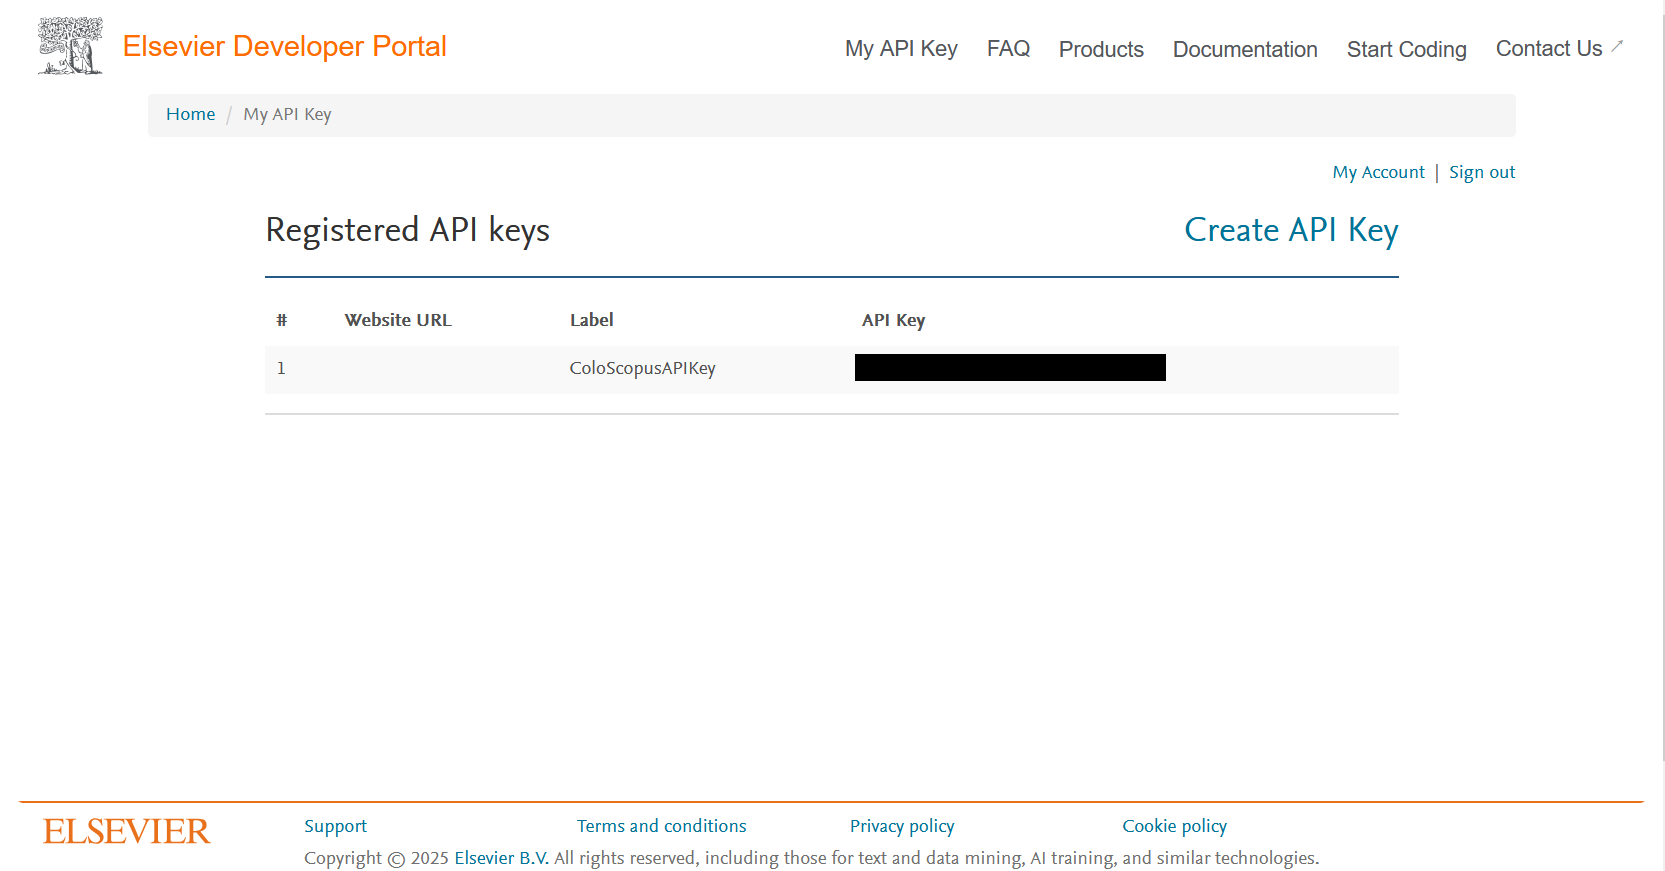 Elsevier Developer Portal
My API Key FAQ Products Documentation Start Coding Contact Us
Home / My API Key
My Account | Sign out
Registered API keys Create API Key
# Website URL Label API Key
1 ColoScopusAPIKey
ELSEVIER Support Terms and conditions Privacy policy Cookie policy
Copyright © 2025 Elsevier B.V. All rights reserved, including those for text and data mining, AI training, and similar technologies.